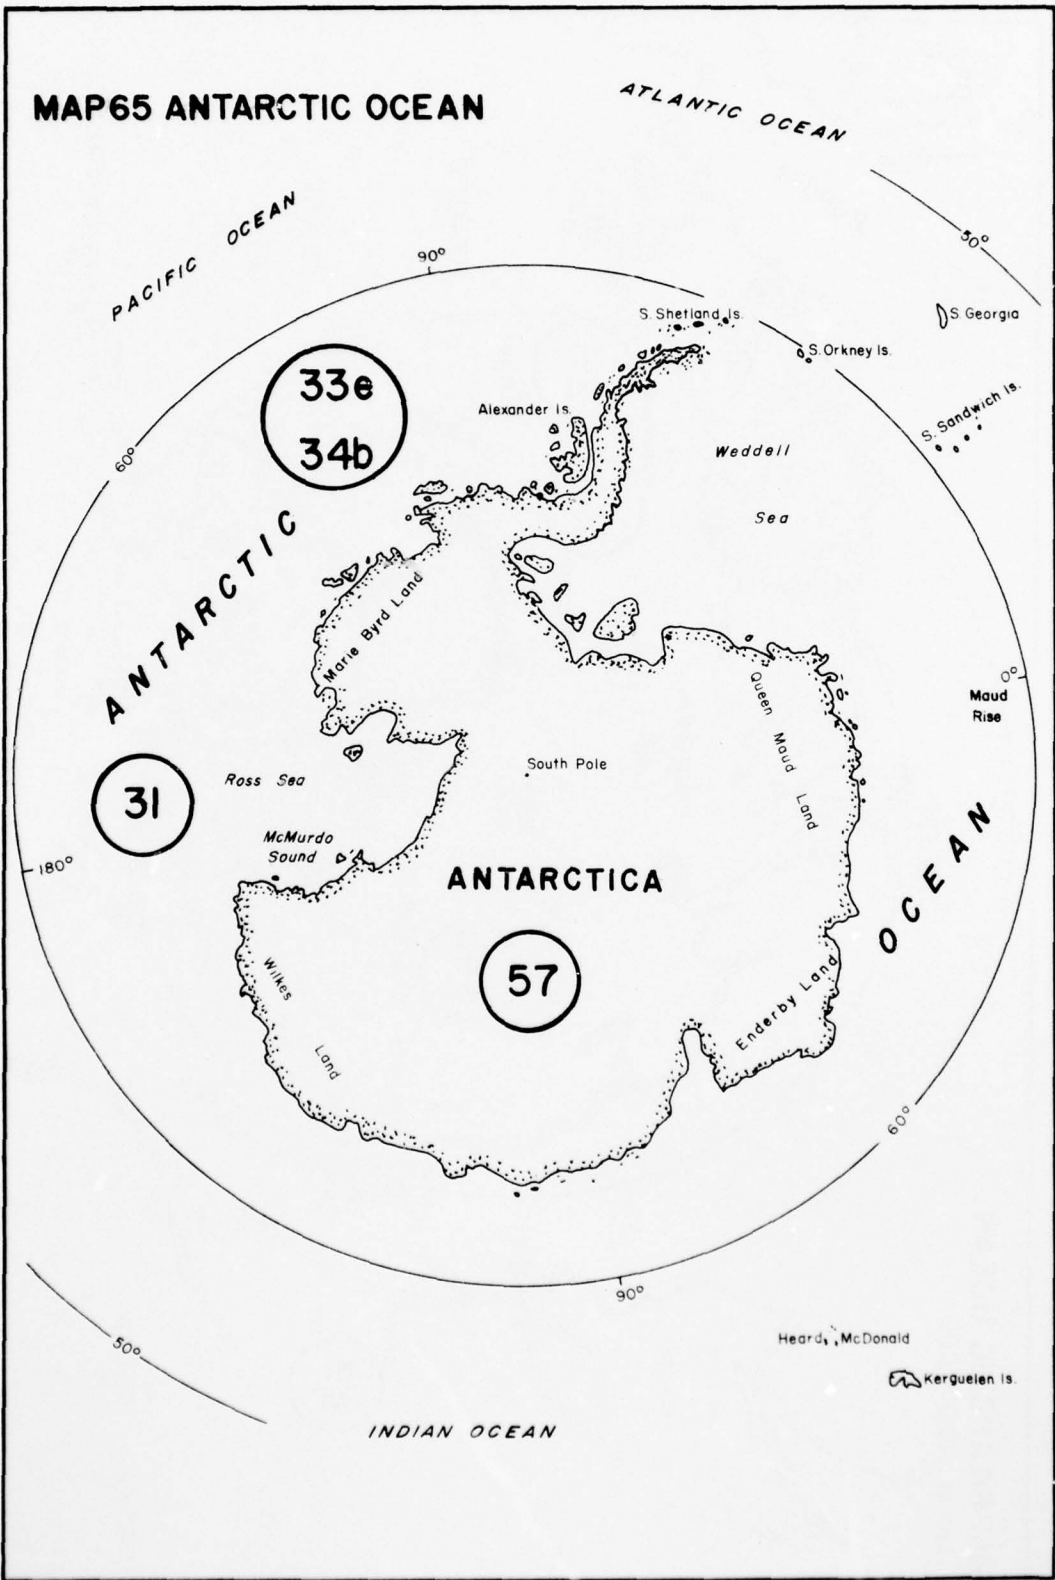 MAP65 ANTARCTIC OCEAN
ATLANTIC OCEAN
PACIFIC OCEAN
50°
90°
S. Shetland Is.
S. Georgia
S. Orkney Is.
33e
34b
Alexander Is.
S. Sandwich Is.
60°
Weddell
Sea
ANTARCTIC
Marie Byrd Land
0°
Maud
Rise
Queen Maud Land
South Pole
Ross Sea
31
McMurdo
Sound
180°
ANTARCTICA
OCEAN
57
Wilkes
Land
Enderby Land
60°
90°
50°
Heard, McDonald
Kerguelen Is.
INDIAN OCEAN